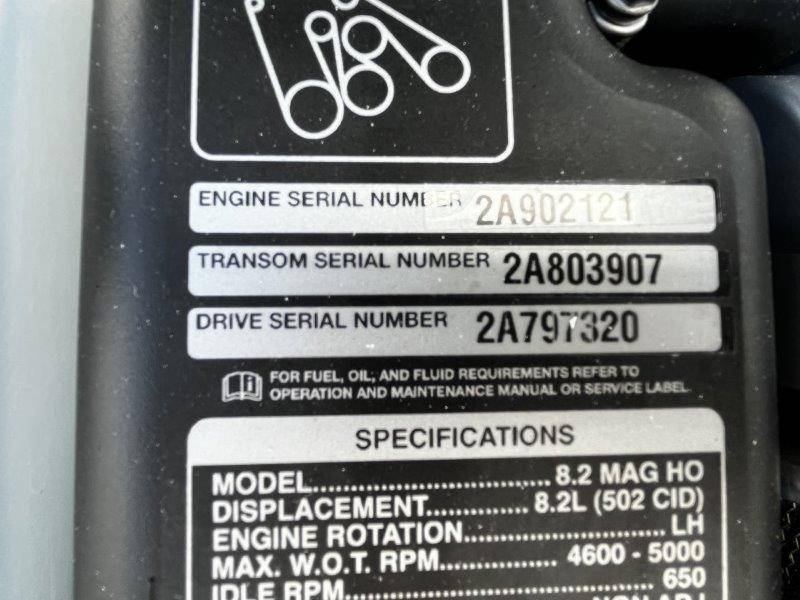 ENGINE SERIAL NUMBER 2A902121
TRANSOM SERIAL NUMBER 2A803907
DRIVE SERIAL NUMBER 2A797320
FOR FUEL, OIL, AND FLUID REQUIREMENTS REFER TO
OPERATION AND MAINTENANCE MANUAL OR SERVICE LABEL
SPECIFICATIONS
MODEL................................8.2 MAG HO
DISPLACEMENT..............8.2L (502 CID)
ENGINE ROTATION............................LH
MAX. W.O.T. RPM................4600 - 5000
IDLE RPM..........................................650